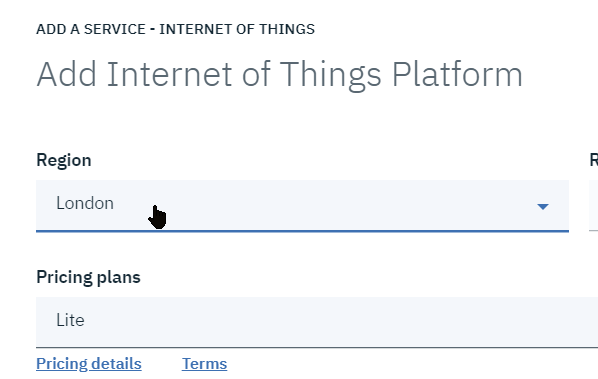 ADD A SERVICE - INTERNET OF THINGS
Add Internet of Things Platform
Region
London
Pricing plans
Lite
Pricing details Terms